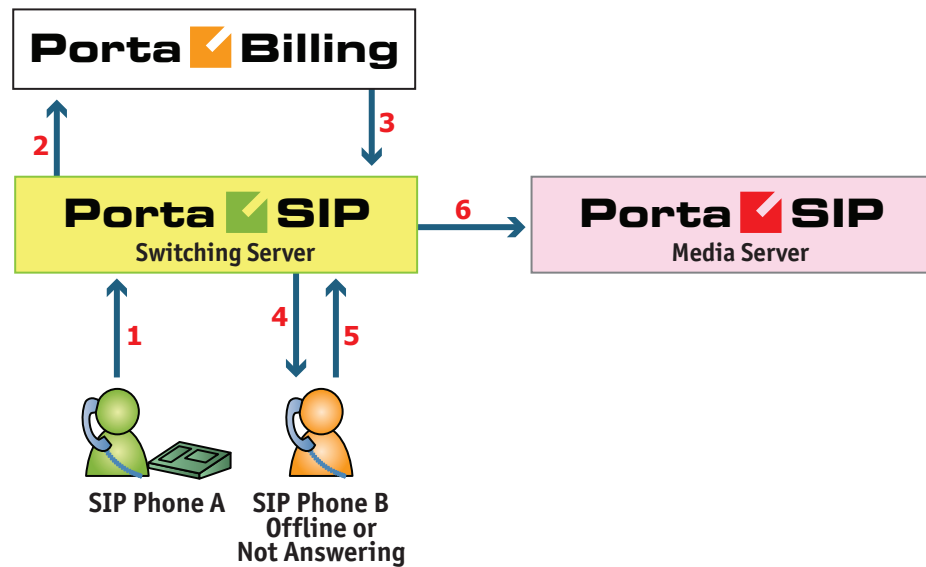 Porta Billing
2
3
Porta SIP
Switching Server
6
Porta SIP
Media Server
1
4
5
SIP Phone A
SIP Phone B
Offline or
Not Answering